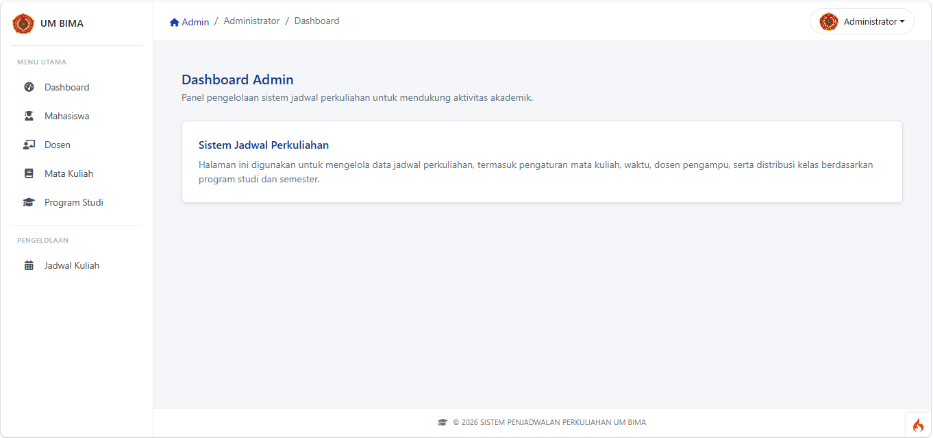 UM BIMA
Admin / Administrator / Dashboard
Administrator
MENU UTAMA
Dashboard
Mahasiswa
Dosen
Mata Kuliah
Program Studi
PENGELOLAAN
Jadwal Kuliah
Dashboard Admin
Panel pengelolaan sistem jadwal perkuliahan untuk mendukung aktivitas akademik.
Sistem Jadwal Perkuliahan
Halaman ini digunakan untuk mengelola data jadwal perkuliahan, termasuk pengaturan mata kuliah, waktu, dosen pengampu, serta distribusi kelas berdasarkan
program studi dan semester.
© 2026 SISTEM PENJADWALAN PERKULIAHAN UM BIMA